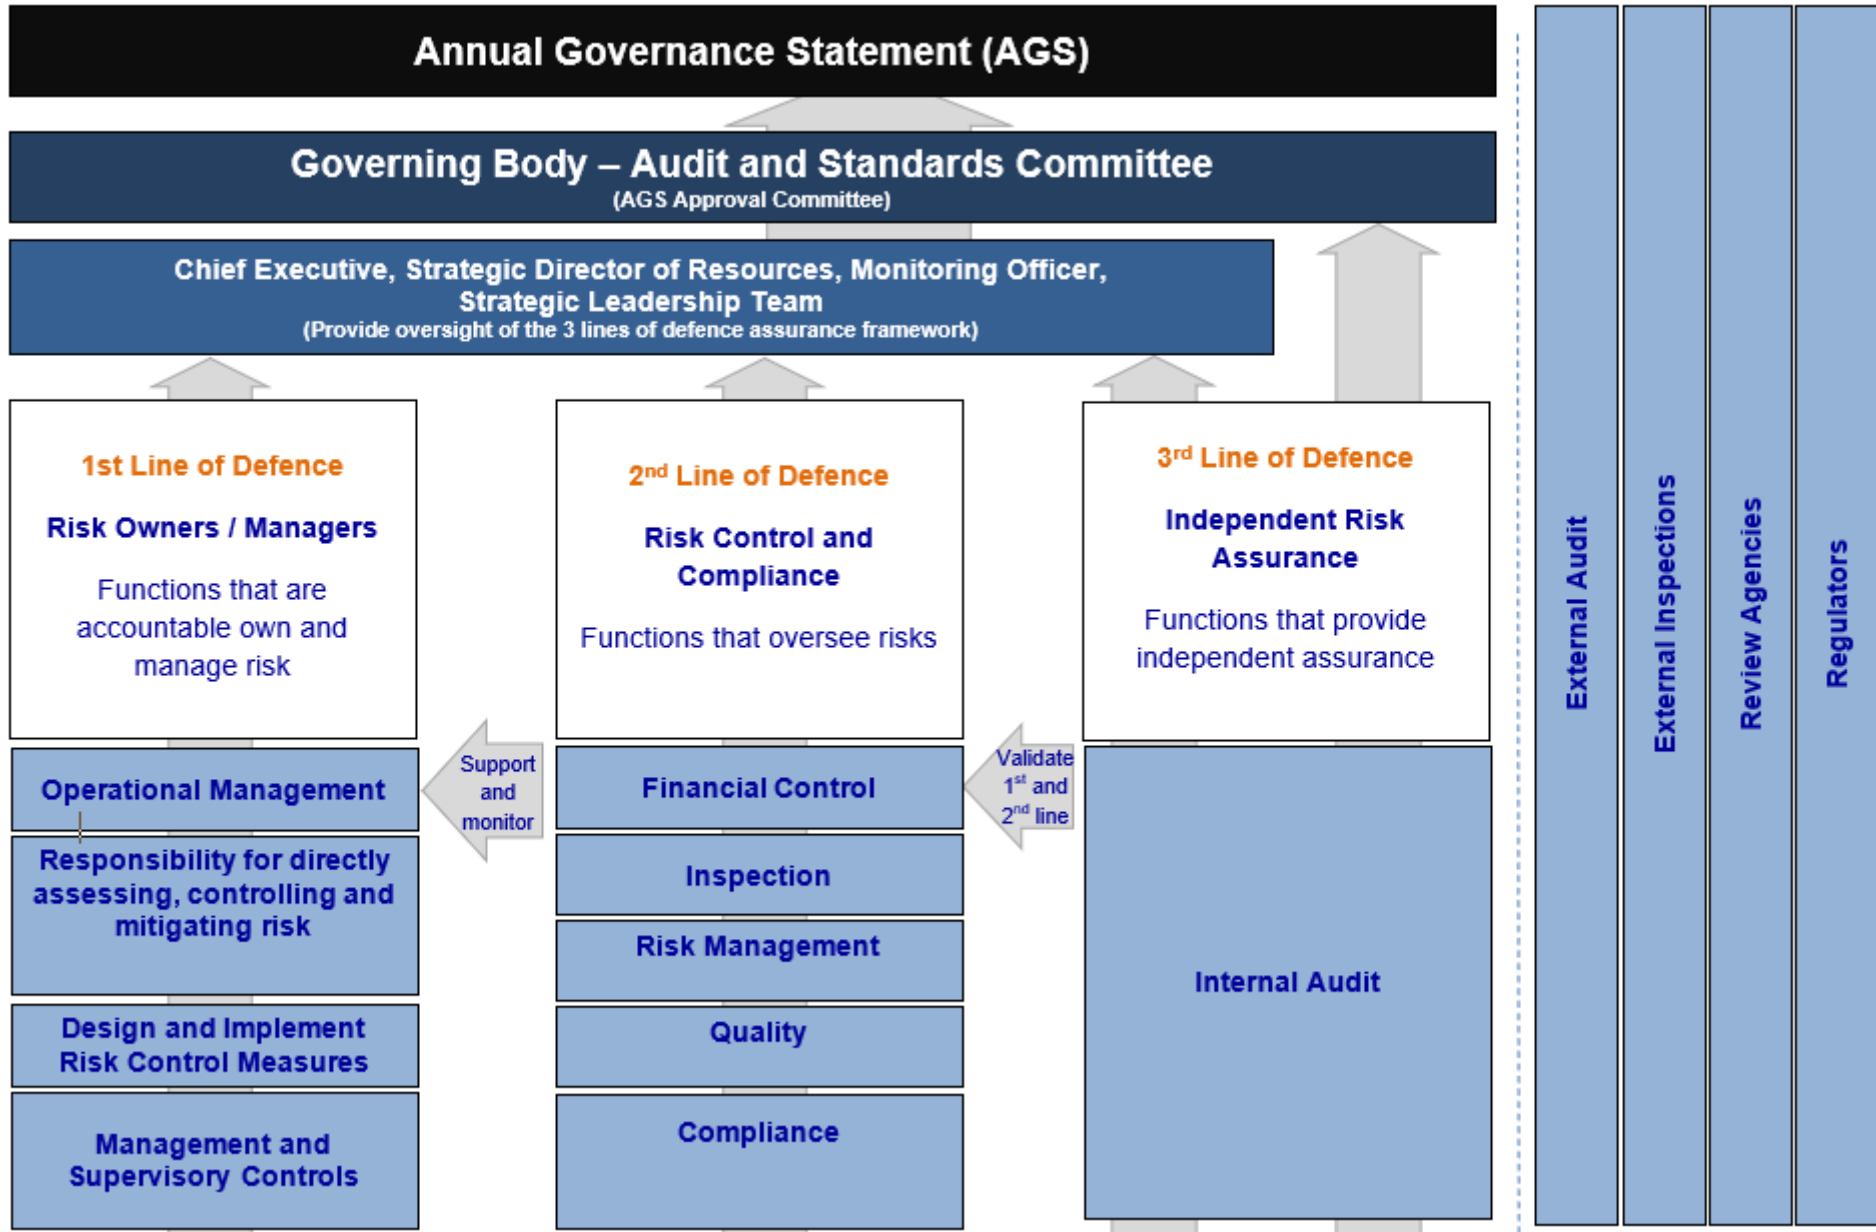 Annual Governance Statement (AGS)
Governing Body – Audit and Standards Committee
(AGS Approval Committee)
Chief Executive, Strategic Director of Resources, Monitoring Officer,
Strategic Leadership Team
(Provide oversight of the 3 lines of defence assurance framework)
1st Line of Defence
Risk Owners / Managers
Functions that are
accountable own and
manage risk
Operational Management
Responsibility for directly
assessing, controlling and
mitigating risk
Design and Implement
Risk Control Measures
Management and
Supervisory Controls
Support
and
monitor
2nd Line of Defence
Risk Control and
Compliance
Functions that oversee risks
Financial Control
Inspection
Risk Management
Quality
Compliance
Validate
1st and
2nd line
3rd Line of Defence
Independent Risk
Assurance
Functions that provide
independent assurance
Internal Audit
External Audit
External Inspections
Review Agencies
Regulators